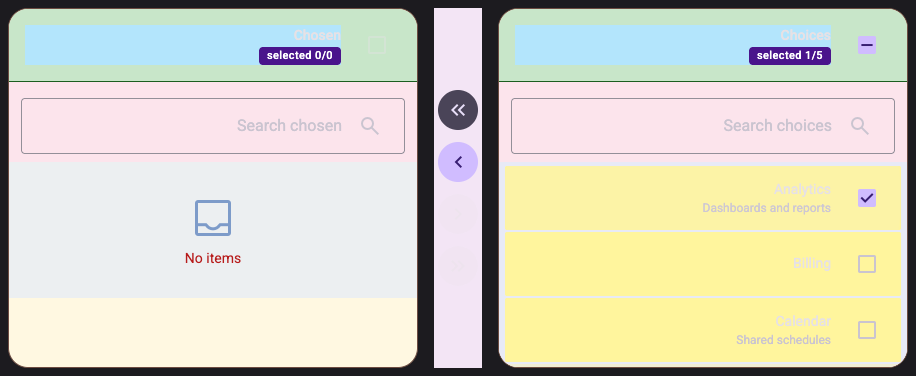 Chosen
selected 0/0
Search chosen
No items
Choices
selected 1/5
Search choices
Analytics
Dashboards and reports
Billing
Calendar
Shared schedules